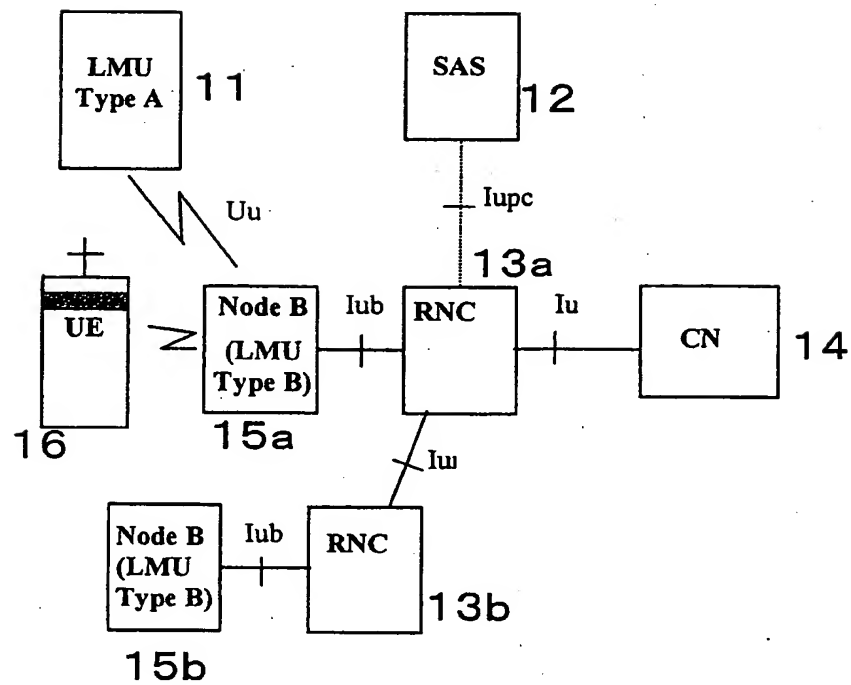 LMU
Type A
11
SAS
12
Uu
Iupc
13a
UE
16
Node B
(LMU
Type B)
15a
Iub
RNC
Iu
CN
14
Iur
Node B
(LMU
Type B)
15b
Iub
RNC
13b